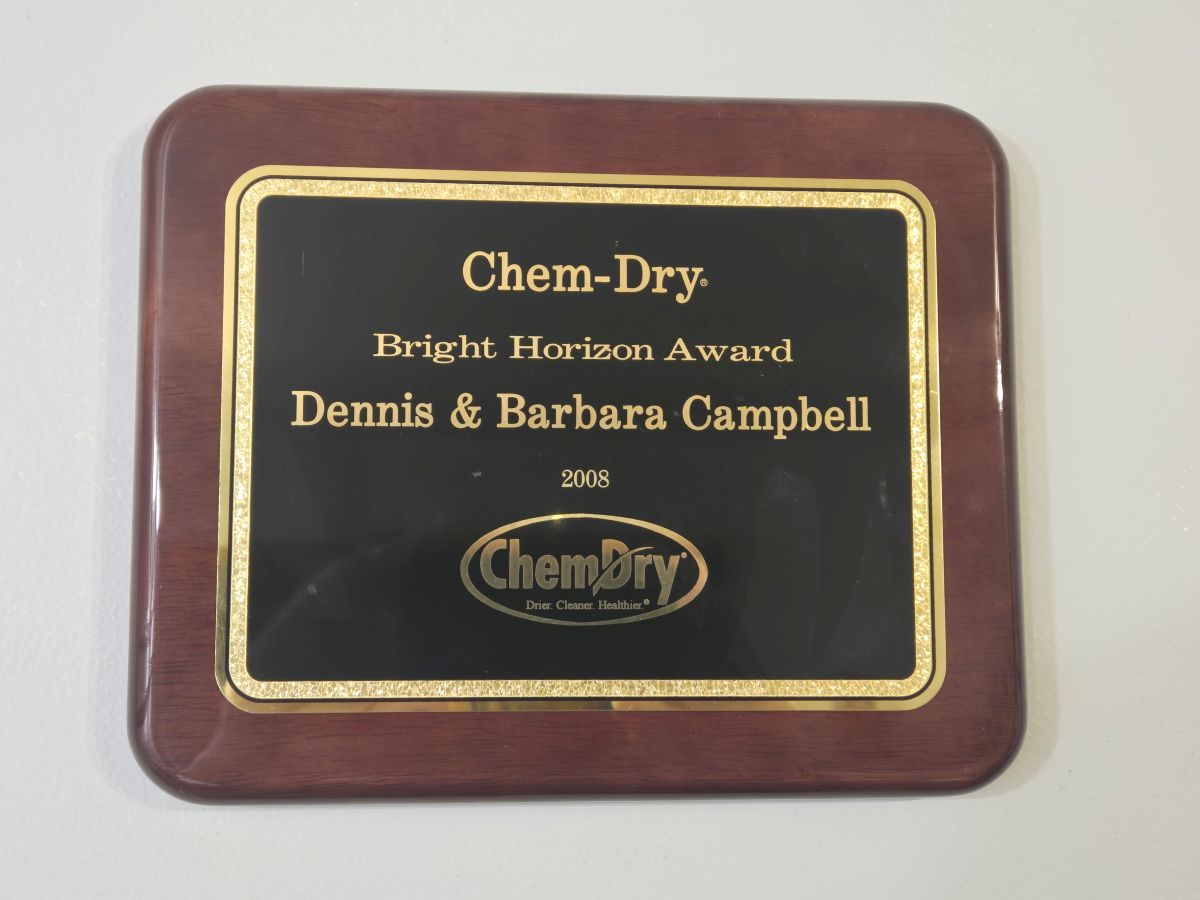 Chem-Dry®
Bright Horizon Award
Dennis & Barbara Campbell
2008
ChemDry®
Drier. Cleaner. Healthier.®